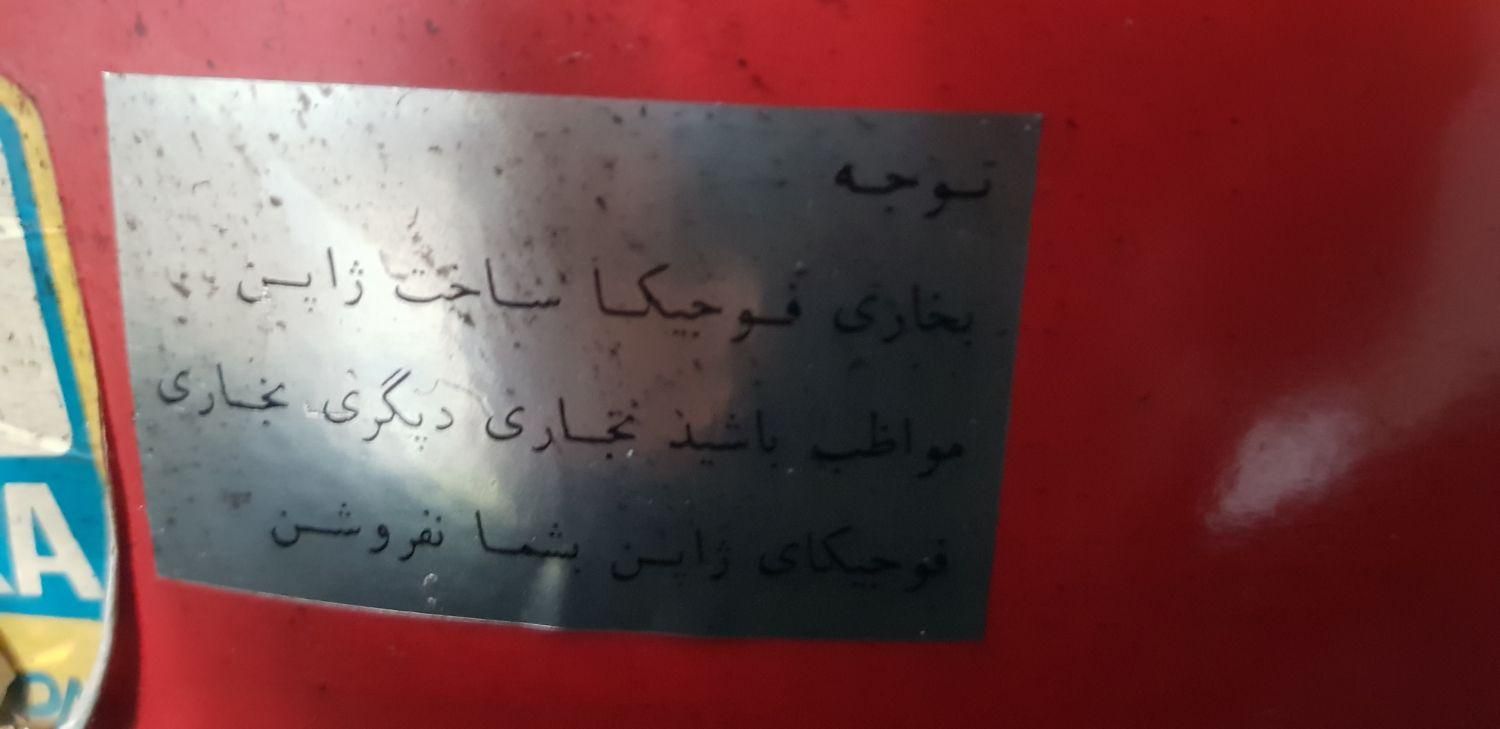 توجه
بخاری فوجیکا ساخت ژاپن
مواظب باشید بخاری دیگری بخاری
فوجیکای ژاپن بشما نفروشن
A